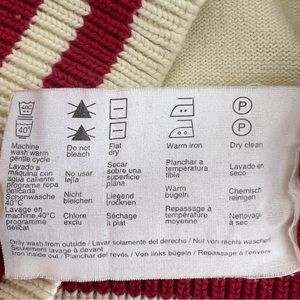 40
40°
P
P
Machine wash warm gentle cycle
Do not bleach
Flat dry
Warm iron
Dry clean
Lavado a máquina con agua caliente programa ropa delicada
No usar lejía
Secar sobre una superficie plana
Planchar a temperatura tibia
Lavado en seco
Schonwäsche 40°C
Nicht bleichen
Liegend trocknen
Warm bügeln
Chemisch reinigen
Lavage en machine, 40°C programme délicat
Chlore exclu
Séchage plat
Repassage à température moyenne
Nettoyage à sec
Only wash from outside / Lavar solamente del derecho / Nur von rechts waschen /
Seulement lavage à devant
Iron inside out / Planchar del revés / Von links bügeln / Repassage à l'envers